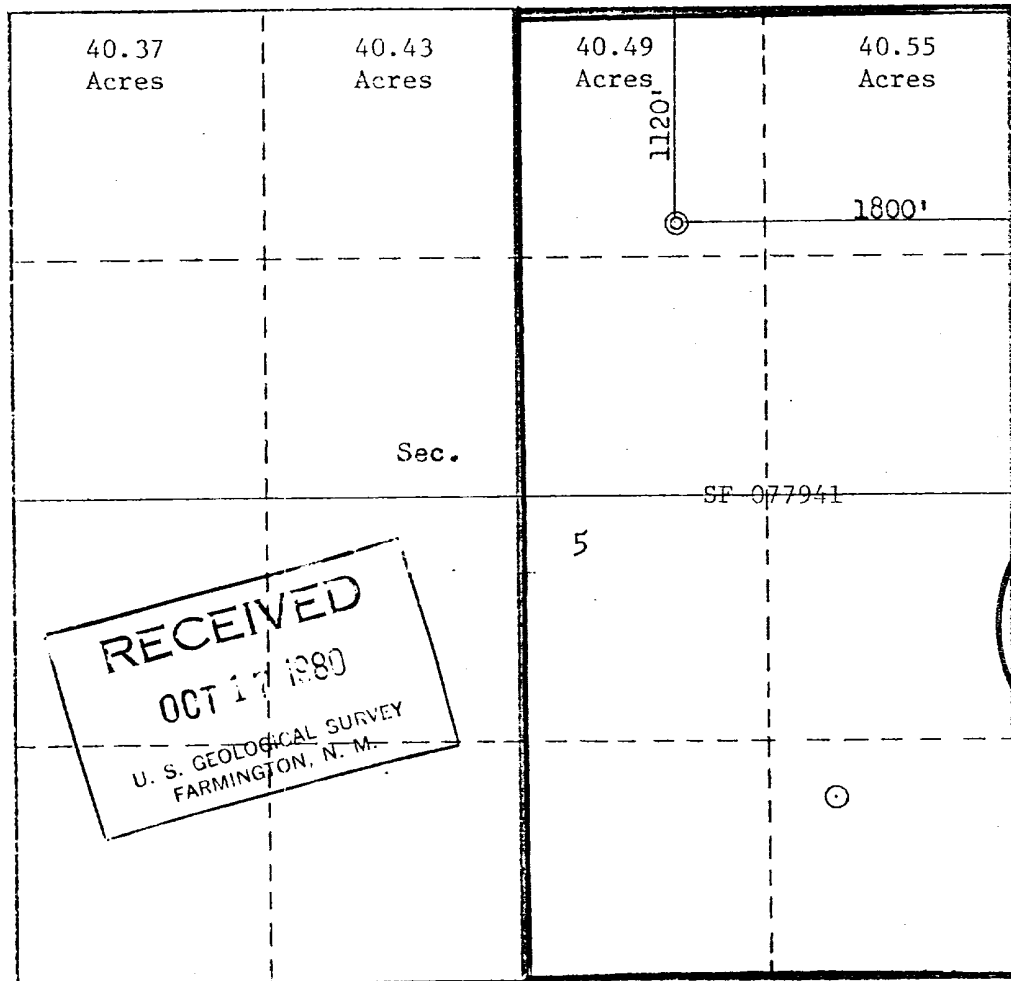 40.37
Acres
40.43
Acres
40.49
Acres
40.55
Acres
1120'
1800'
Sec.
SF 077941
5
RECEIVED
OCT 17 1980
U. S. GEOLOGICAL SURVEY
FARMINGTON, N. M.